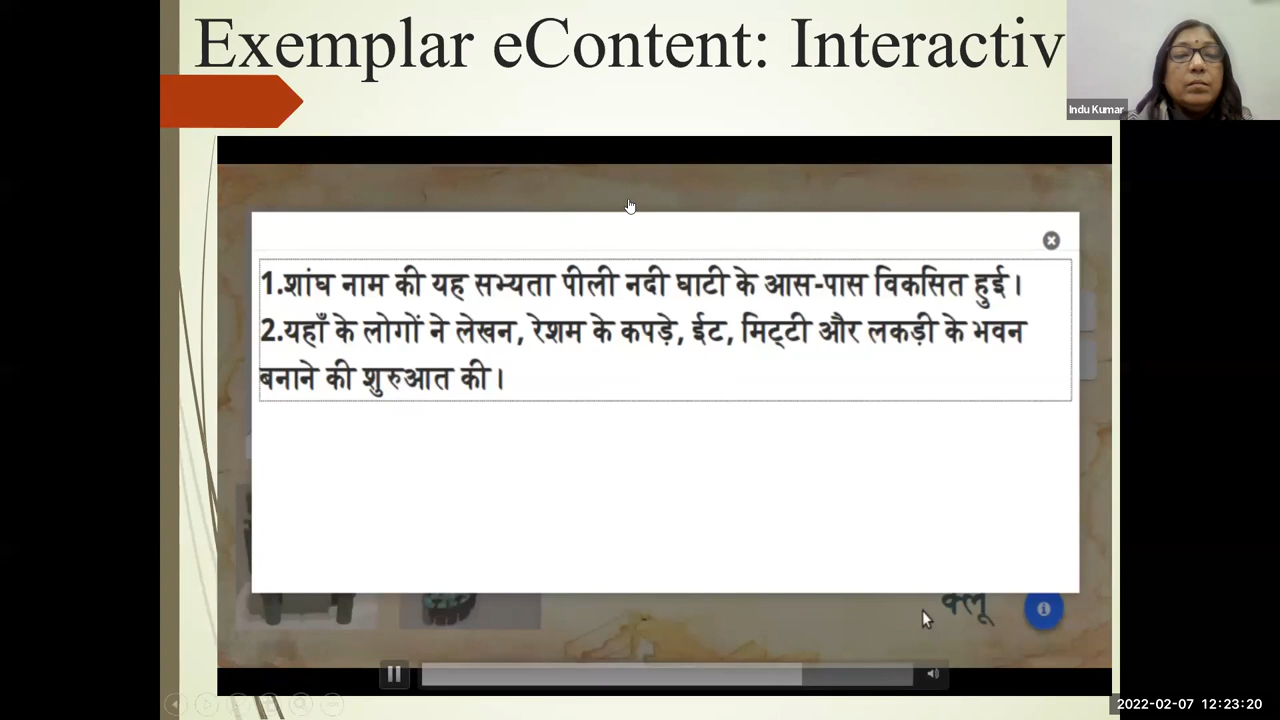 Exemplar eContent: Interactiv
Indu Kumar
1.शांघ नाम की यह सभ्यता पीली नदी घाटी के आस-पास विकसित हुई।
2.यहाँ के लोगों ने लेखन, रेशम के कपड़े, ईट, मिट्टी और लकड़ी के भवन
बनाने की शुरुआत की।
क्लू
2022-02-07 12:23:20